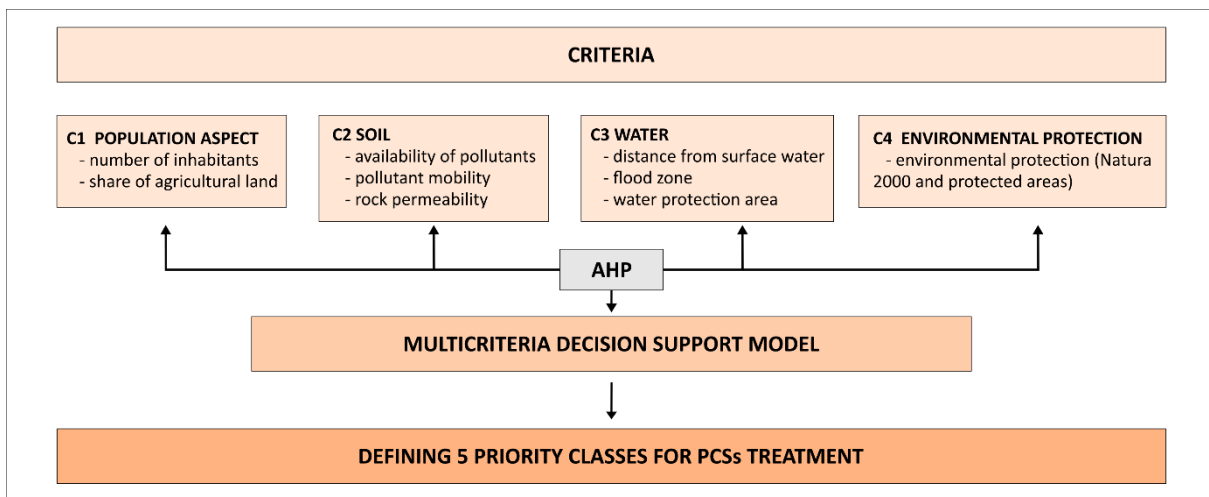 CRITERIA
C1 POPULATION ASPECT
- number of inhabitants
- share of agricultural land
C2 SOIL
- availability of pollutants
- pollutant mobility
- rock permeability
C3 WATER
- distance from surface water
- flood zone
- water protection area
C4 ENVIRONMENTAL PROTECTION
- environmental protection (Natura
2000 and protected areas)
AHP
MULTICRITERIA DECISION SUPPORT MODEL
DEFINING 5 PRIORITY CLASSES FOR PCSs TREATMENT